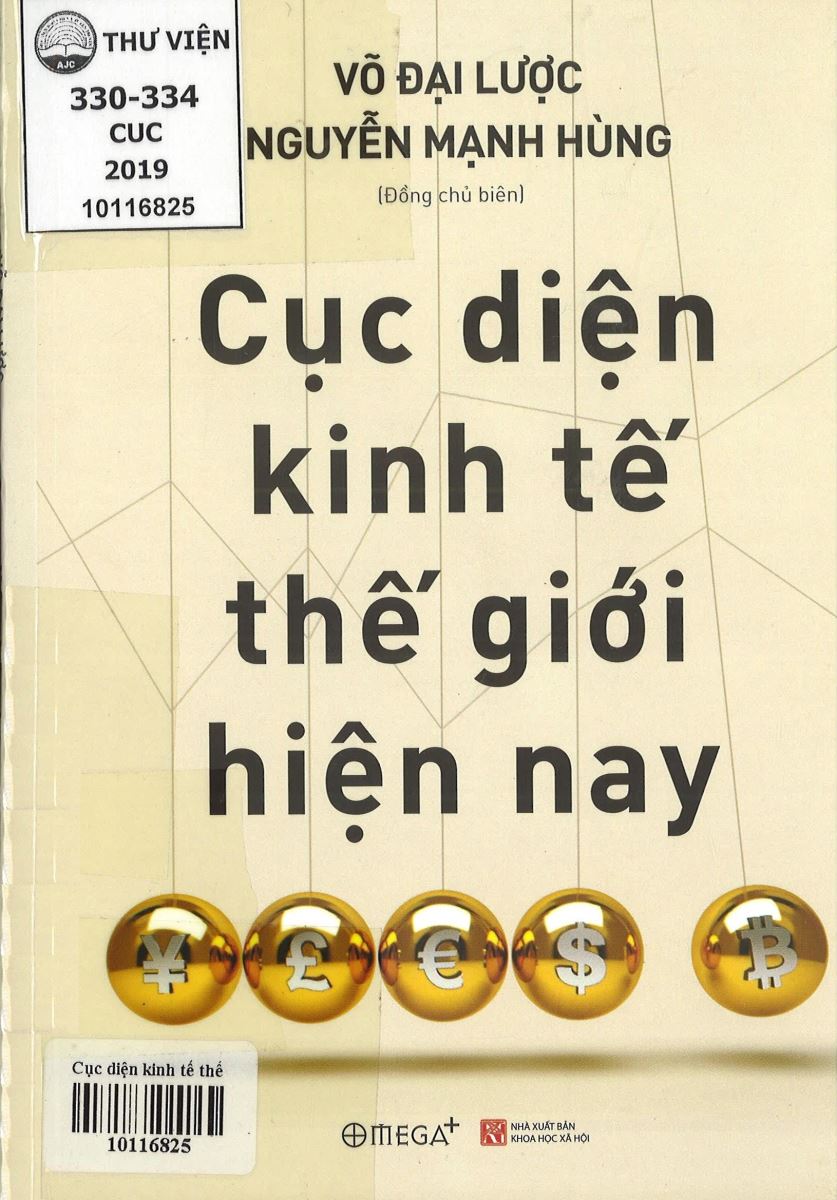 THƯ VIỆN
AJC
330-334
CUC
2019
10116825
VÕ ĐẠI LƯỢC
NGUYỄN MẠNH HÙNG
(Đồng chủ biên)
Cục diện
kinh tế
thế giới
hiện nay
¥ £ € $ ₿
Cục diện kinh tế thế
10116825
OMEGA+
NHÀ XUẤT BẢN
KHOA HỌC XÃ HỘI